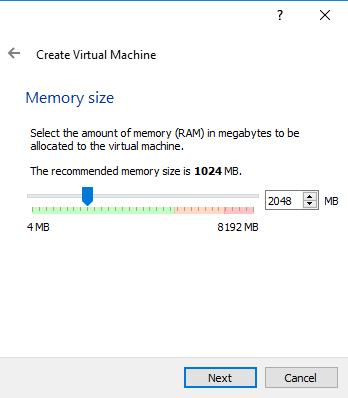 ?
Create Virtual Machine
Memory size
Select the amount of memory (RAM) in megabytes to be
allocated to the virtual machine.
The recommended memory size is 1024 MB.
2048 MB
4 MB 8192 MB
Next Cancel